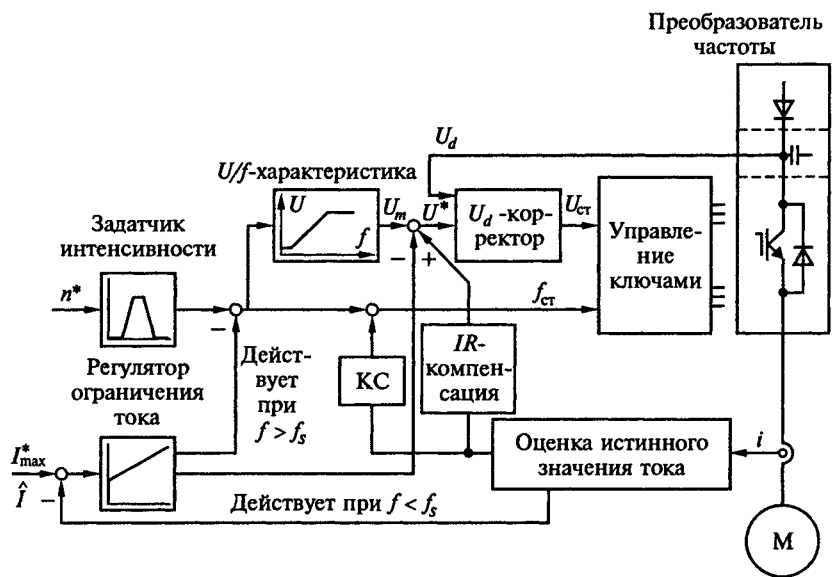 Преобразователь
частоты
U_d
U/f-характеристика
U
f
U_m
U*
U_d -кор-
ректор
U_ст
Управле-
ние
ключами
Задатчик
интенсивности
n*
−
− +
f_ст
Регулятор
ограничения
тока
Дейст-
вует
при
f > f_s
КС
IR-
компен-
сация
I*_max
Î
−
Оценка истинного
значения тока
i
Действует при f < f_s
М